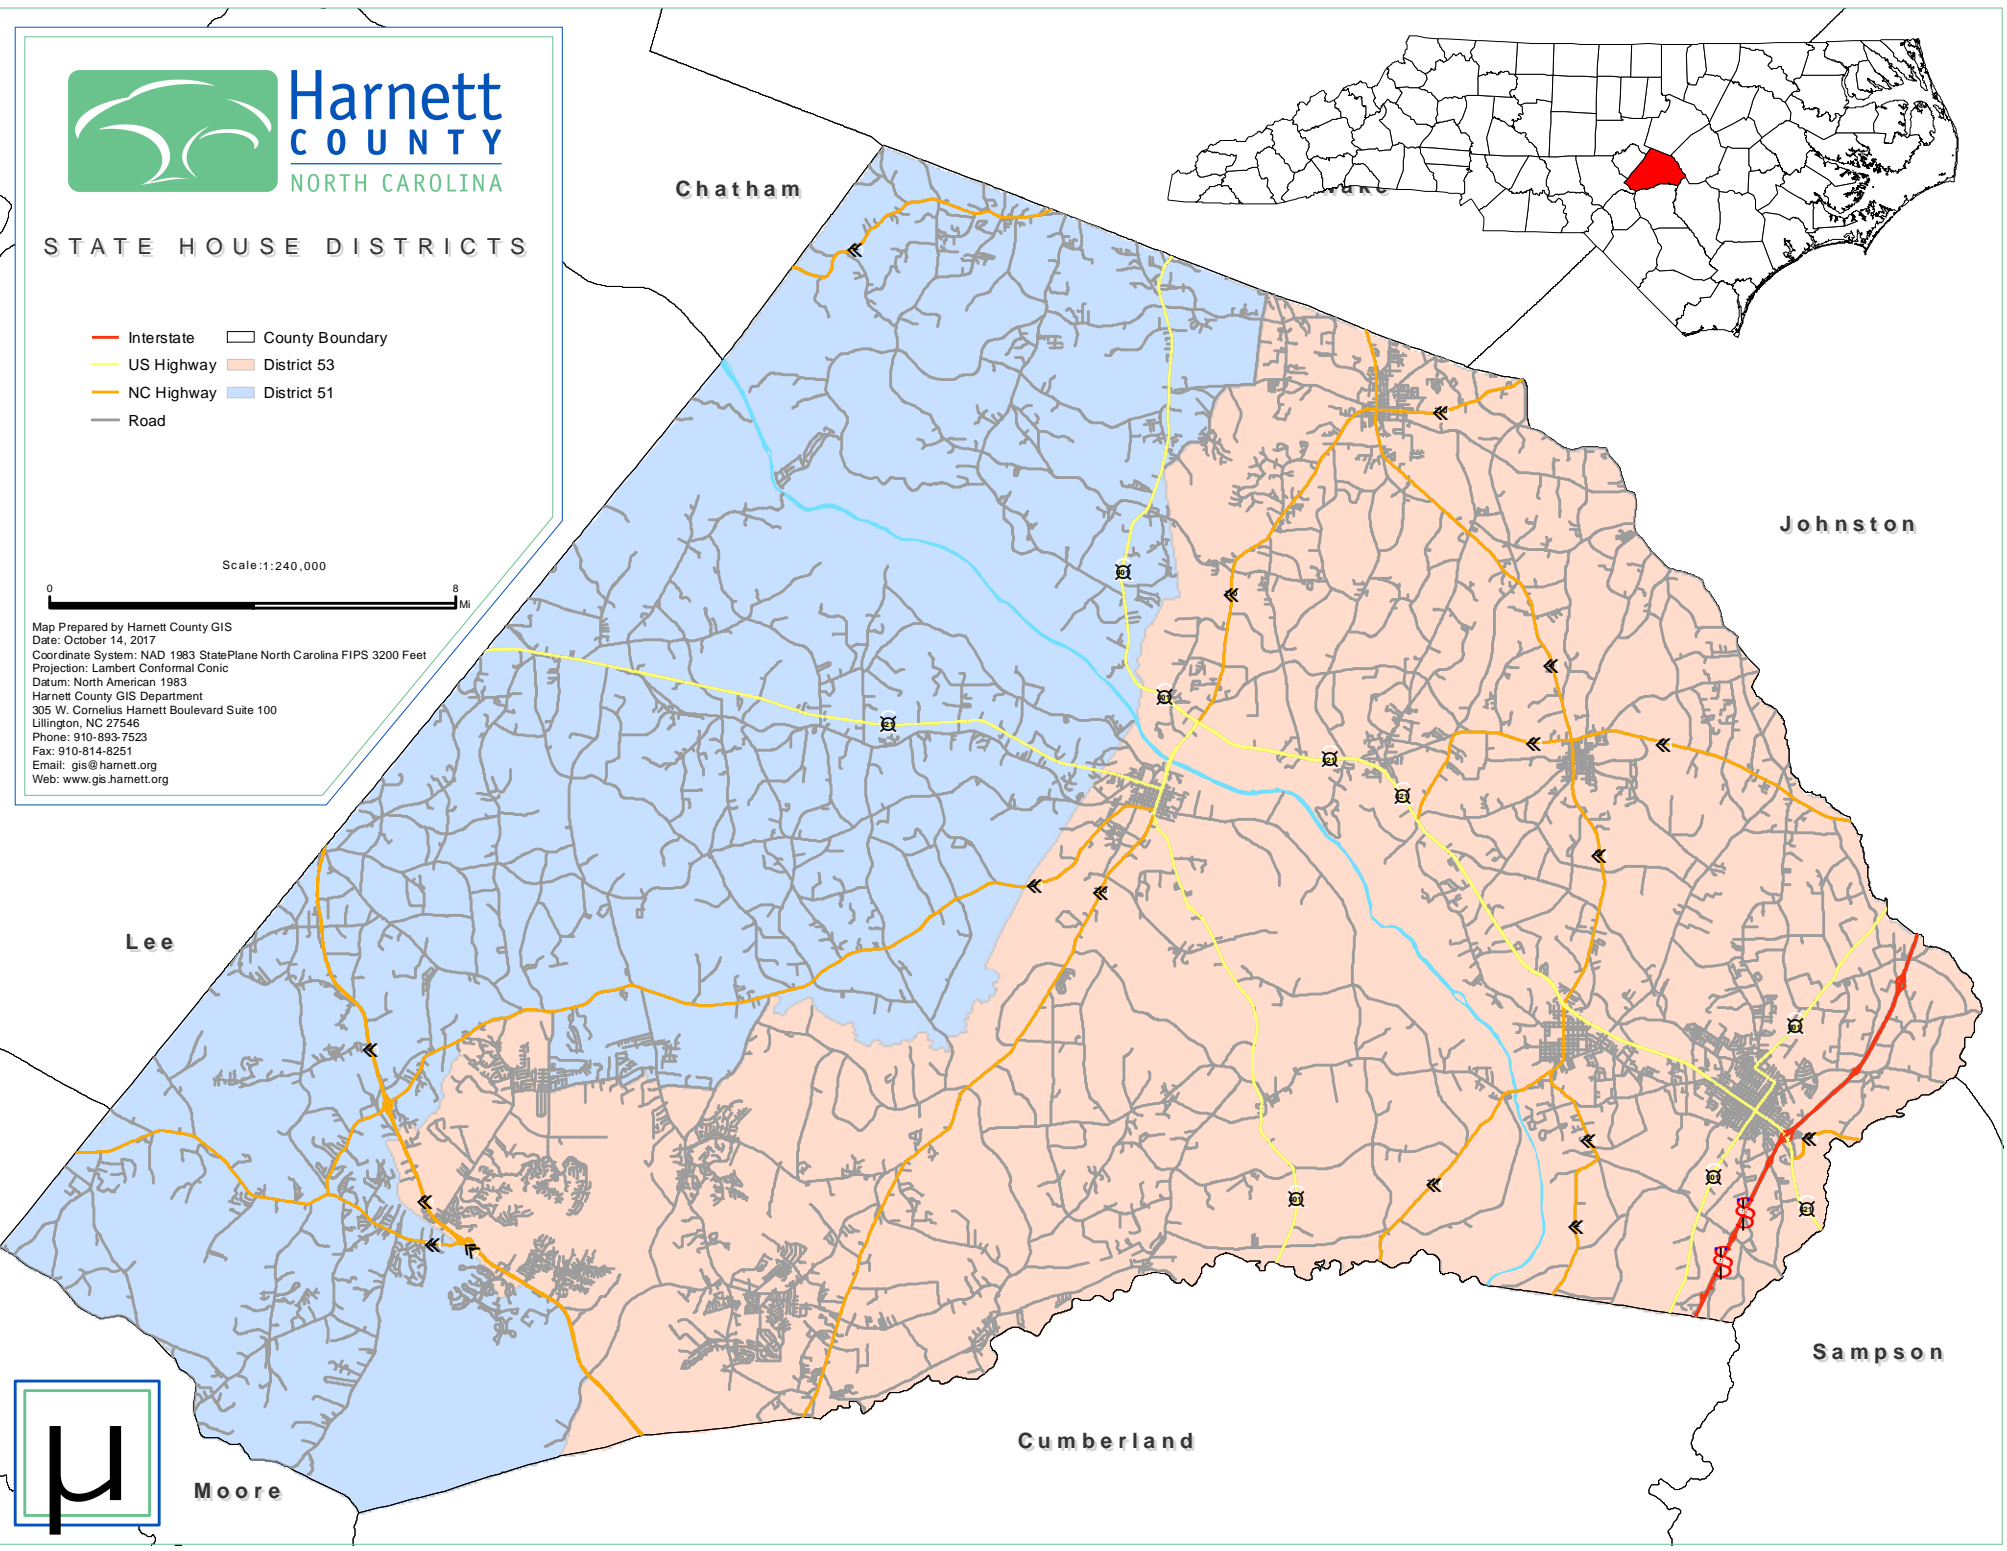 Harnett
COUNTY
NORTH CAROLINA
STATE HOUSE DISTRICTS
Interstate
County Boundary
US Highway
District 53
NC Highway
District 51
Road
Scale:1:240,000
0 8
Mi
Map Prepared by Harnett County GIS
Date: October 14, 2017
Coordinate System: NAD 1983 StatePlane North Carolina FIPS 3200 Feet
Projection: Lambert Conformal Conic
Datum: North American 1983
Harnett County GIS Department
305 W. Cornelius Harnett Boulevard Suite 100
Lillington, NC 27546
Phone: 910-893-7523
Fax: 910-814-8251
Email: gis@harnett.org
Web: www.gis.harnett.org
Chatham
Johnston
Lee
Sampson
Cumberland
Moore
µ